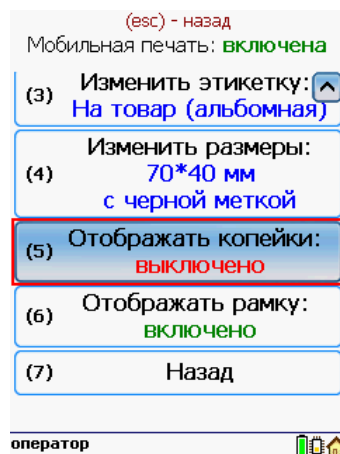 (esc) - назад
Мобильная печать: включена
(3) Изменить этикетку:
На товар (альбомная)
(4) Изменить размеры:
70*40 мм
с черной меткой
(5) Отображать копейки:
выключено
(6) Отображать рамку:
включено
(7) Назад
оператор